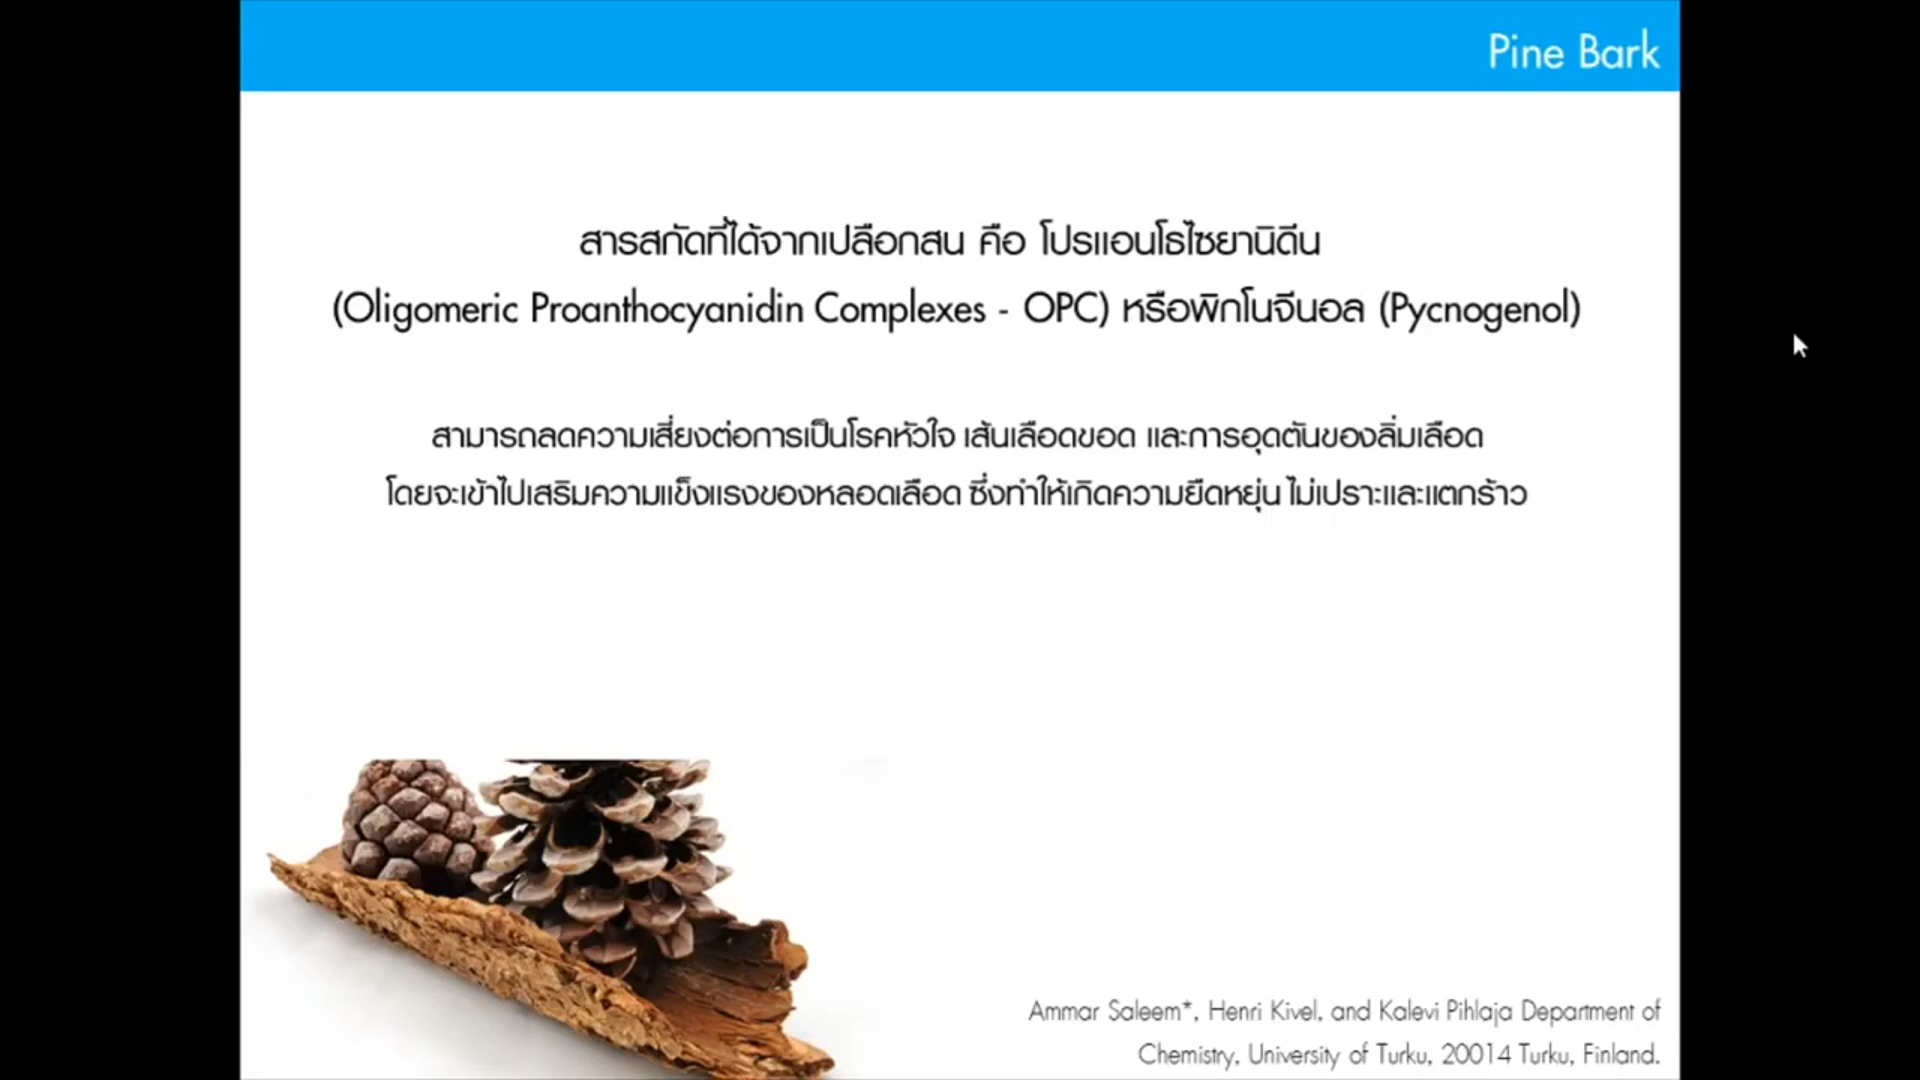 Pine Bark
สารสกัดที่ได้จากเปลือกสน คือ โปรแอนโธไซยานิดีน
(Oligomeric Proanthocyanidin Complexes - OPC) หรือพิกโนจีนอล (Pycnogenol)
สามารถลดความเสี่ยงต่อการเป็นโรคหัวใจ เส้นเลือดขอด และการอุดตันของลิ่มเลือด
โดยจะเข้าไปเสริมความแข็งแรงของหลอดเลือด ซึ่งทำให้เกิดความยืดหยุ่น ไม่เปราะและแตกร้าว
Ammar Saleem*, Henri Kivel, and Kalevi Pihlaja Department of
Chemistry, University of Turku, 20014 Turku, Finland.